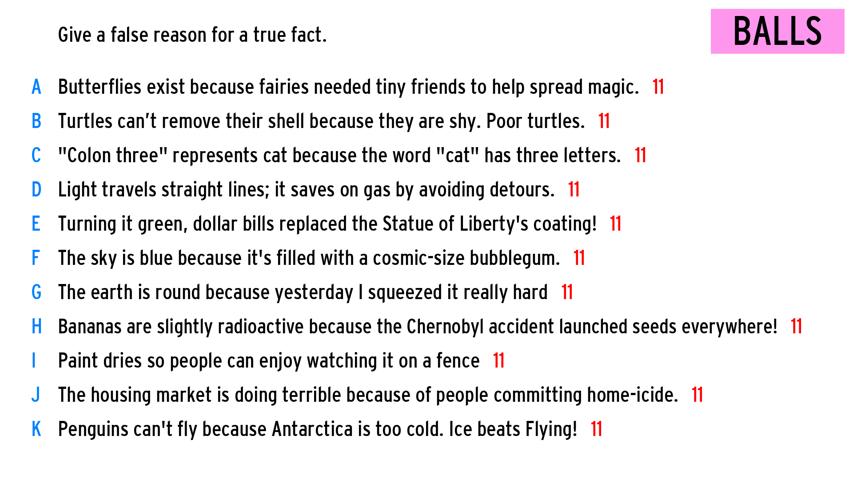 Give a false reason for a true fact.
BALLS
A Butterflies exist because fairies needed tiny friends to help spread magic. 11
B Turtles can’t remove their shell because they are shy. Poor turtles. 11
C "Colon three" represents cat because the word "cat" has three letters. 11
D Light travels straight lines; it saves on gas by avoiding detours. 11
E Turning it green, dollar bills replaced the Statue of Liberty's coating! 11
F The sky is blue because it's filled with a cosmic-size bubblegum. 11
G The earth is round because yesterday I squeezed it really hard 11
H Bananas are slightly radioactive because the Chernobyl accident launched seeds everywhere! 11
I Paint dries so people can enjoy watching it on a fence 11
J The housing market is doing terrible because of people committing home-icide. 11
K Penguins can't fly because Antarctica is too cold. Ice beats Flying! 11